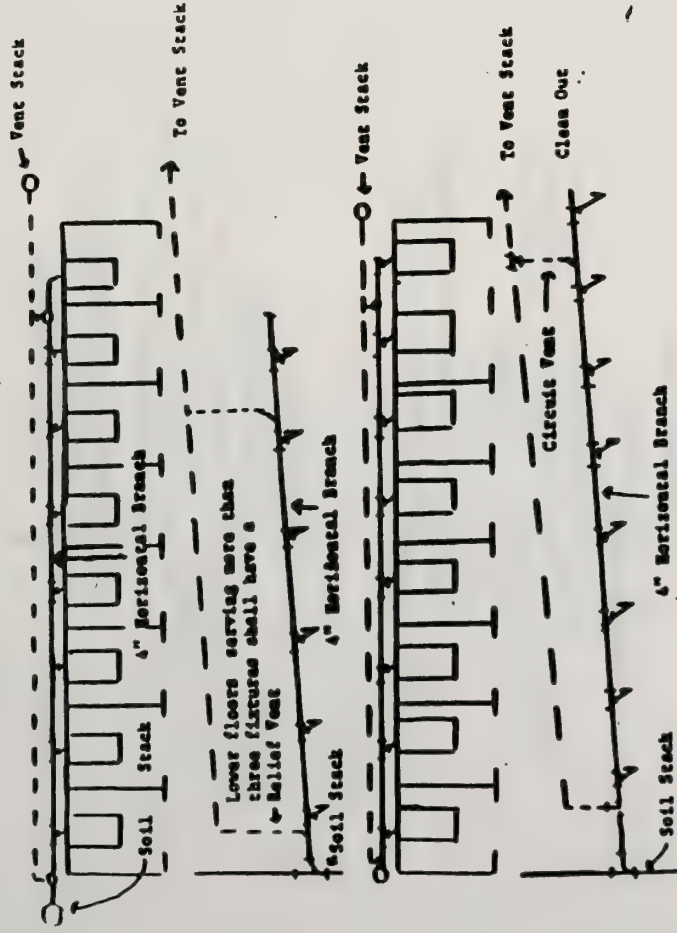 Vent Stack
4" Horizontal Branch
Soil Stack
To Vent Stack
Lower floors serving more than
three fixtures shall have a
Relief Vent
4" Horizontal Branch
Soil Stack
Vent Stack
To Vent Stack
Circuit Vent
Clean Out
4" Horizontal Branch
Soil Stack